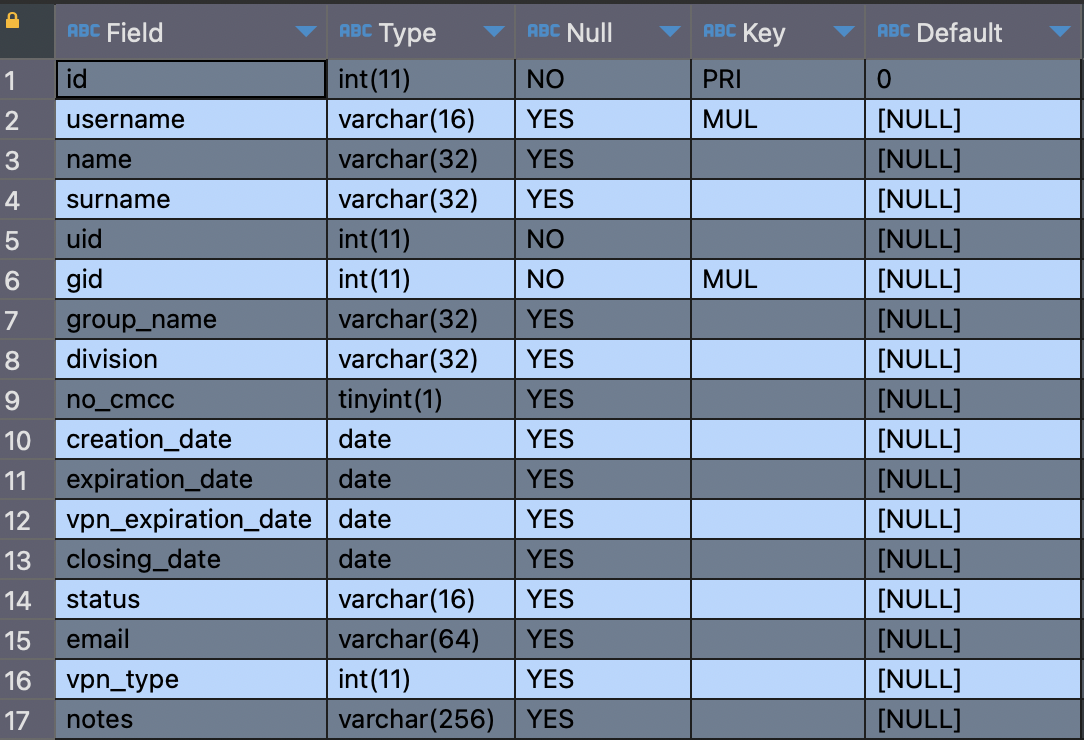 ABC Field ABC Type ABC Null ABC Key ABC Default
1 id int(11) NO PRI 0
2 username varchar(16) YES MUL [NULL]
3 name varchar(32) YES [NULL]
4 surname varchar(32) YES [NULL]
5 uid int(11) NO [NULL]
6 gid int(11) NO MUL [NULL]
7 group_name varchar(32) YES [NULL]
8 division varchar(32) YES [NULL]
9 no_cmcc tinyint(1) YES [NULL]
10 creation_date date YES [NULL]
11 expiration_date date YES [NULL]
12 vpn_expiration_date date YES [NULL]
13 closing_date date YES [NULL]
14 status varchar(16) YES [NULL]
15 email varchar(64) YES [NULL]
16 vpn_type int(11) YES [NULL]
17 notes varchar(256) YES [NULL]